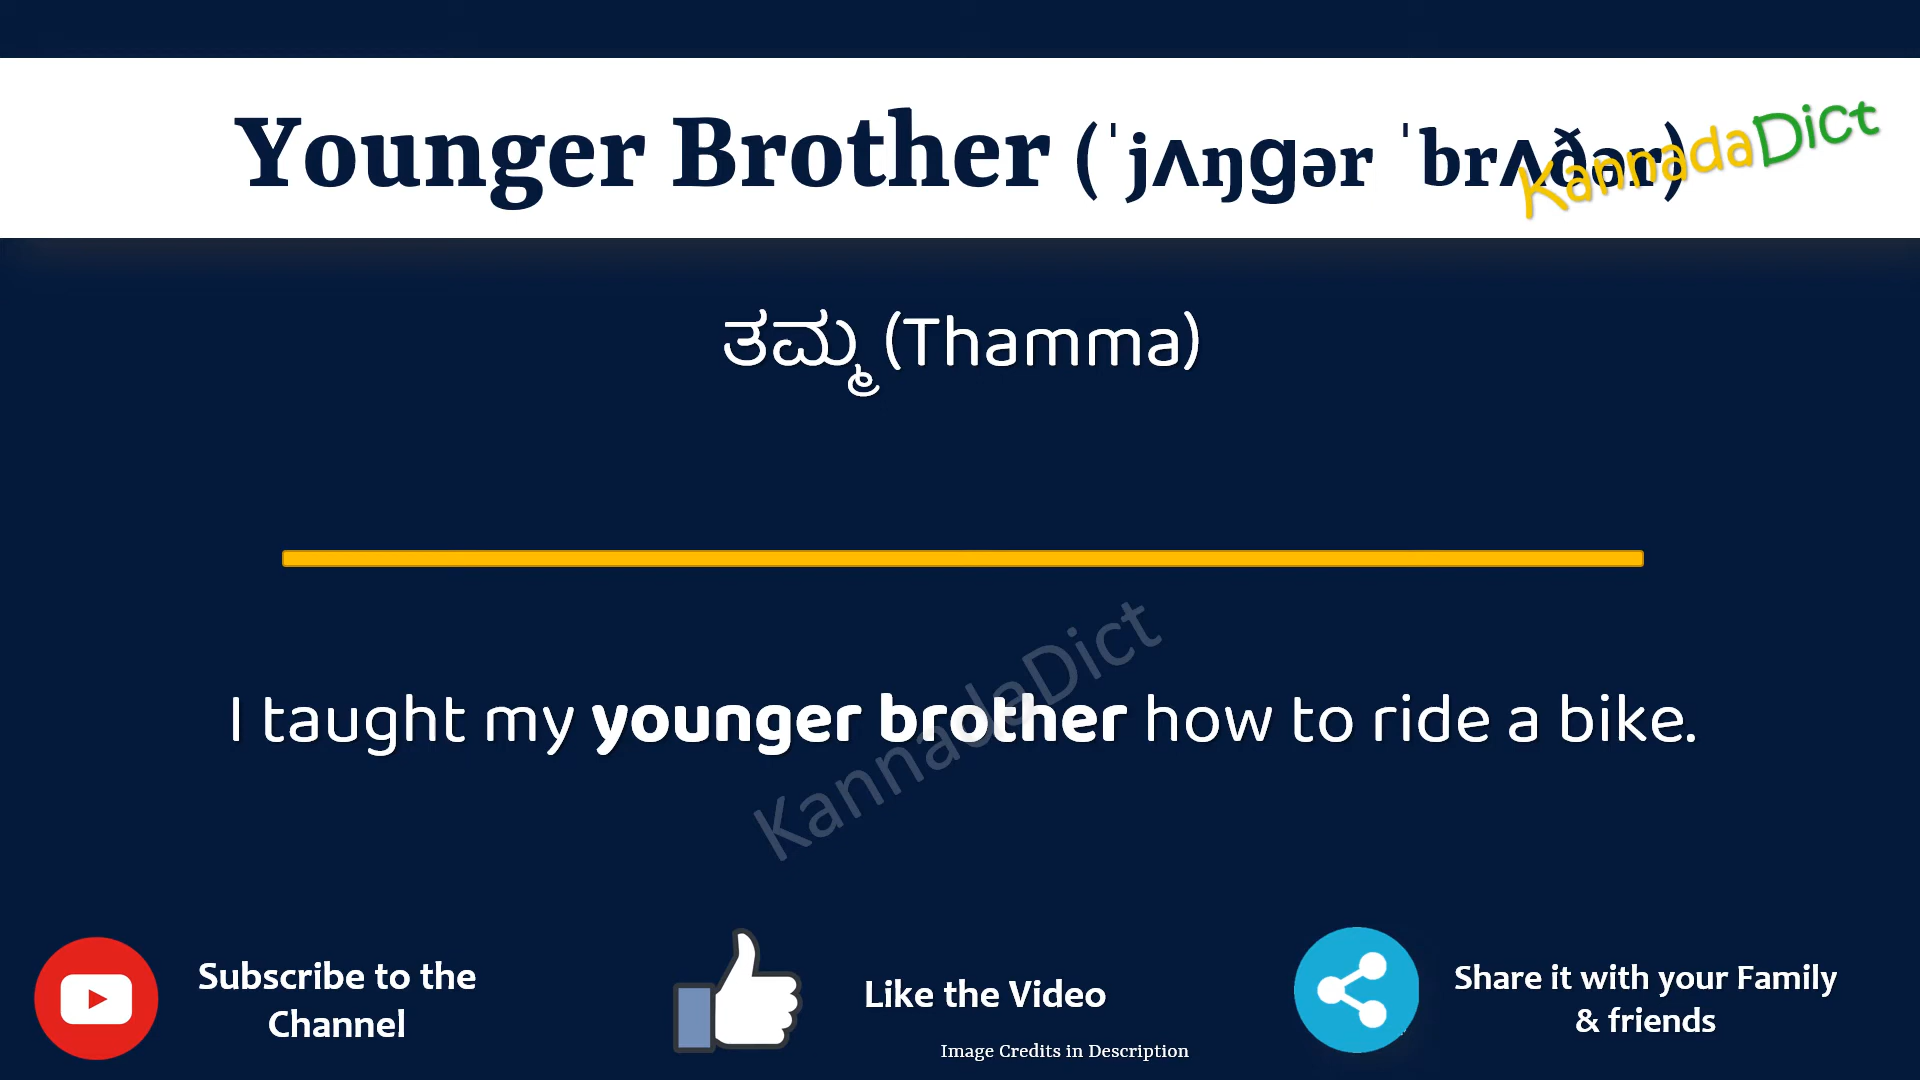 Younger Brother (ˈjʌŋɡər ˈbrʌðər)
KannadaDict
ತಮ್ಮ (Thamma)
I taught my younger brother how to ride a bike.
KannadaDict
Subscribe to the
Channel
Like the Video
Share it with your Family
& friends
Image Credits in Description